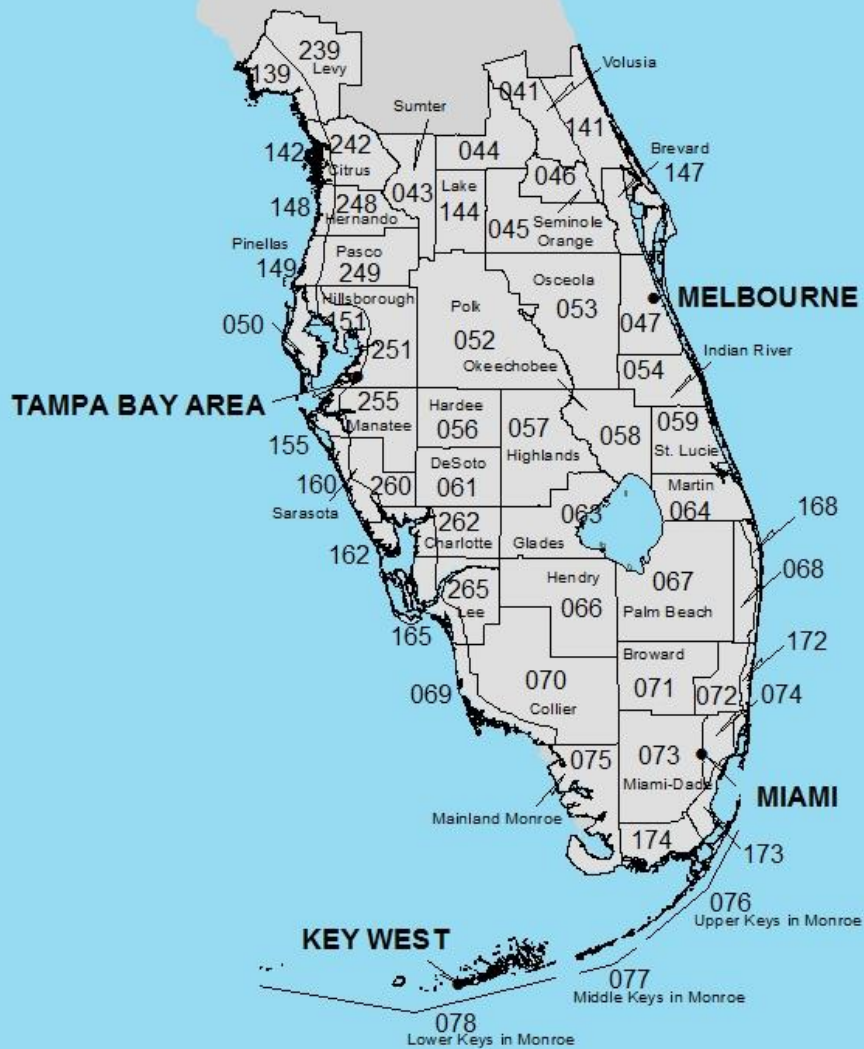 239
Levy
139
Volusia
041
Sumter
141
242
044
Brevard
142
Citrus
046
147
043
Lake
248
144
148
Hernando
045
Seminole
Orange
Pinellas
Pasco
149
249
Osceola
Hillsborough
053
MELBOURNE
050
151
Polk
047
251
052
Indian River
Okeechobee
054
TAMPA BAY AREA
255
Hardee
059
Manatee
056
057
058
155
Highlands
St. Lucie
DeSoto
160
260
061
Martin
Sarasota
064
262
063
168
162
Charlotte
Glades
Hendry
067
068
265
066
Lee
Palm Beach
165
172
Broward
070
071
072
074
069
Collier
073
075
Miami-Dade
MIAMI
Mainland Monroe
174
173
076
Upper Keys in Monroe
KEY WEST
077
Middle Keys in Monroe
078
Lower Keys in Monroe